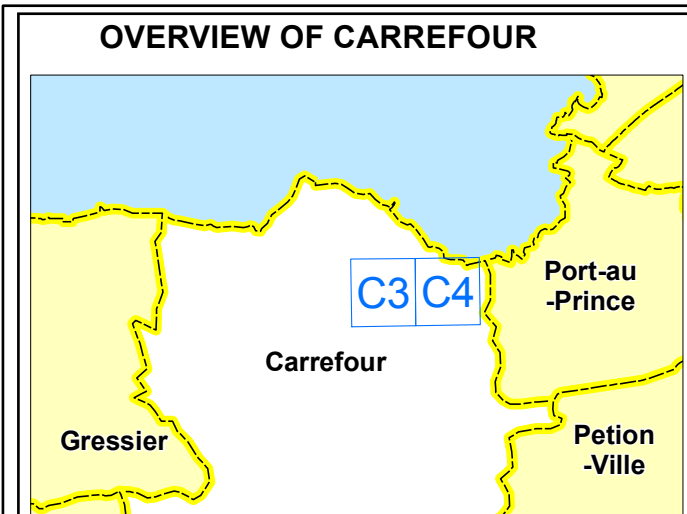 OVERVIEW OF CARREFOUR
Port-au
-Prince
C3 C4
Carrefour
Gressier
Petion
-Ville